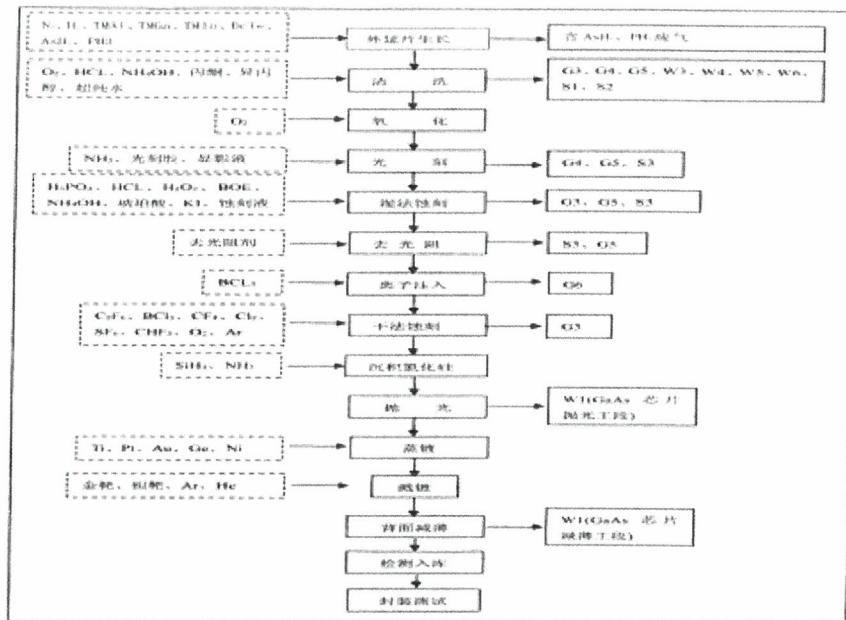 N₂、H₂、TMAl、TMGa、TMIn、DeTe、
AsH₃、PH3
外延片生长
含 AsH₃、PH₃废气
O₃、HCL、NH₄OH、丙酮、异丙
醇、超纯水
清 洗
G3、G4、G5、W3、W4、W5、W6、
S1、S2
O₂
氧 化
NH₃、光刻胶、显影液
光 刻
G4、G5、S3
H₃PO₄、HCL、H₂O₂、BOE、
NH₄OH、琥珀酸、KI、蚀刻液
湿法蚀刻
G3、G5、S3
去光阻剂
去 光 阻
S3、G5
BCL₃
离子注入
G6
C₂F₆、BCl₃、CF₄、Cl₂、
SF₆、CHF₃、O₂、Ar
干法蚀刻
G3
SiH₄、NH₃
沉积氮化硅
抛 光
W1(GaAs 芯 片
抛光工段)
Ti、Pt、Au、Ge、Ni
蒸镀
金靶、钽靶、Ar、He
溅镀
背面减薄
W1(GaAs 芯 片
减薄工段)
检测入库
封装测试